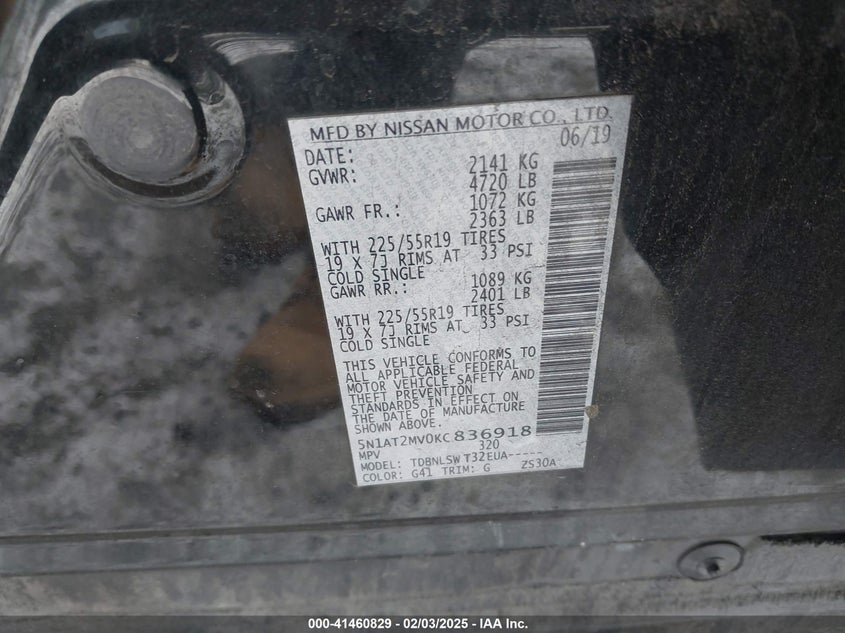 MFD BY NISSAN MOTOR CO., LTD.
DATE: 06/19
GVWR: 2141 KG
4720 LB
GAWR FR.: 1072 KG
2363 LB
WITH 225/55R19 TIRES
19 X 7J RIMS AT 33 PSI
COLD SINGLE
GAWR RR.: 1089 KG
2401 LB
WITH 225/55R19 TIRES
19 X 7J RIMS AT 33 PSI
COLD SINGLE
THIS VEHICLE CONFORMS TO
ALL APPLICABLE FEDERAL
MOTOR VEHICLE SAFETY AND
THEFT PREVENTION
STANDARDS IN EFFECT ON
THE DATE OF MANUFACTURE
SHOWN ABOVE.
5N1AT2MV0KC836918
MPV 320
MODEL: TDBNLSW T32EUA-----
COLOR: G41 TRIM: G ZS30A
000-41460829 - 02/03/2025 - IAA Inc.